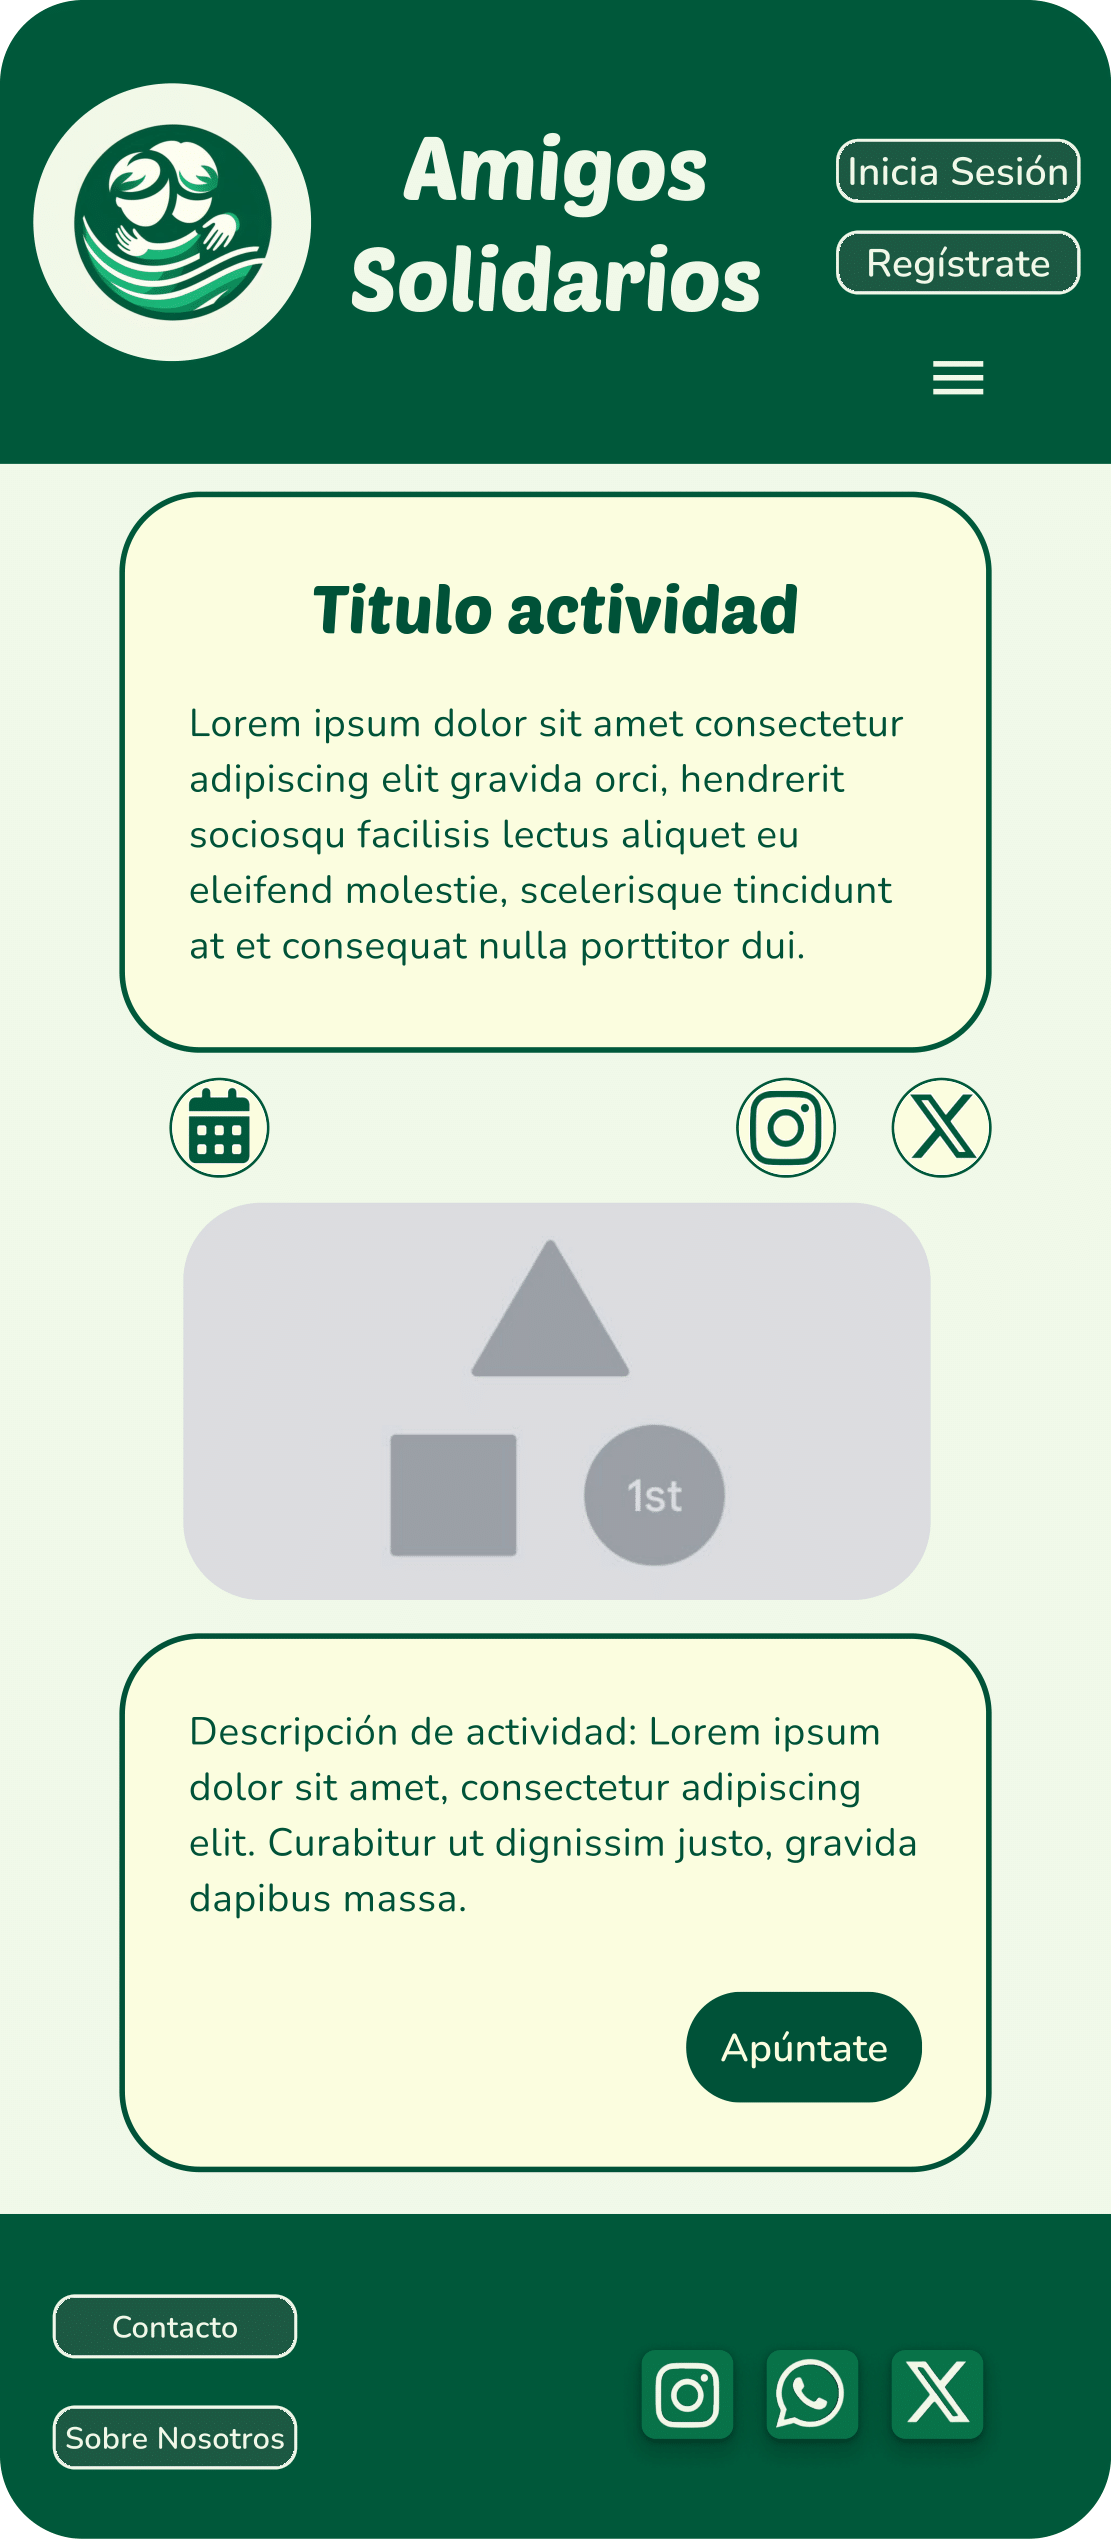 Amigos
Solidarios
Inicia Sesión
Regístrate
Titulo actividad
Lorem ipsum dolor sit amet consectetur
adipiscing elit gravida orci, hendrerit
sociosqu facilisis lectus aliquet eu
eleifend molestie, scelerisque tincidunt
at et consequat nulla porttitor dui.
1st
Descripción de actividad: Lorem ipsum
dolor sit amet, consectetur adipiscing
elit. Curabitur ut dignissim justo, gravida
dapibus massa.
Apúntate
Contacto
Sobre Nosotros